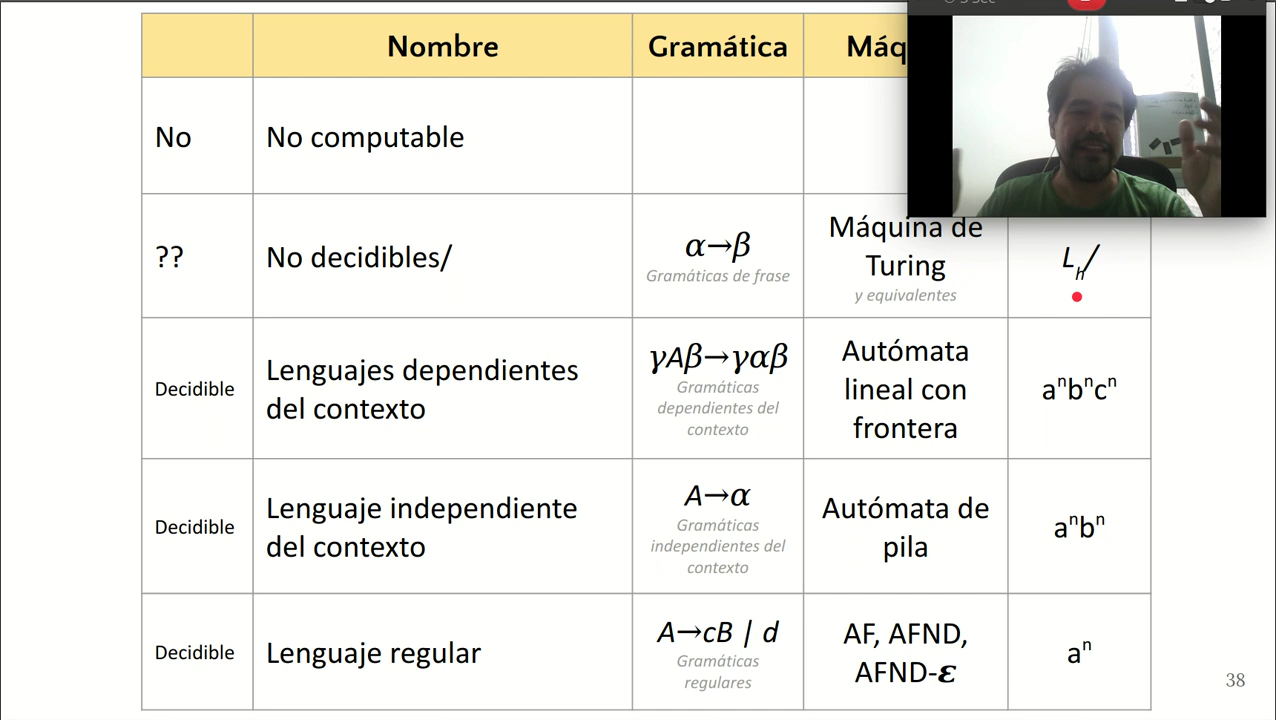 Nombre
Gramática
Máq
No
No computable
??
No decidibles/
α→β
Gramáticas de frase
Máquina de
Turing
y equivalentes
Lₕ/
Decidible
Lenguajes dependientes
del contexto
γAβ→γαβ
Gramáticas
dependientes del
contexto
Autómata
lineal con
frontera
aⁿbⁿcⁿ
Decidible
Lenguaje independiente
del contexto
A→α
Gramáticas
independientes del
contexto
Autómata de
pila
aⁿbⁿ
Decidible
Lenguaje regular
A→cB | d
Gramáticas
regulares
AF, AFND,
AFND-ε
aⁿ
38